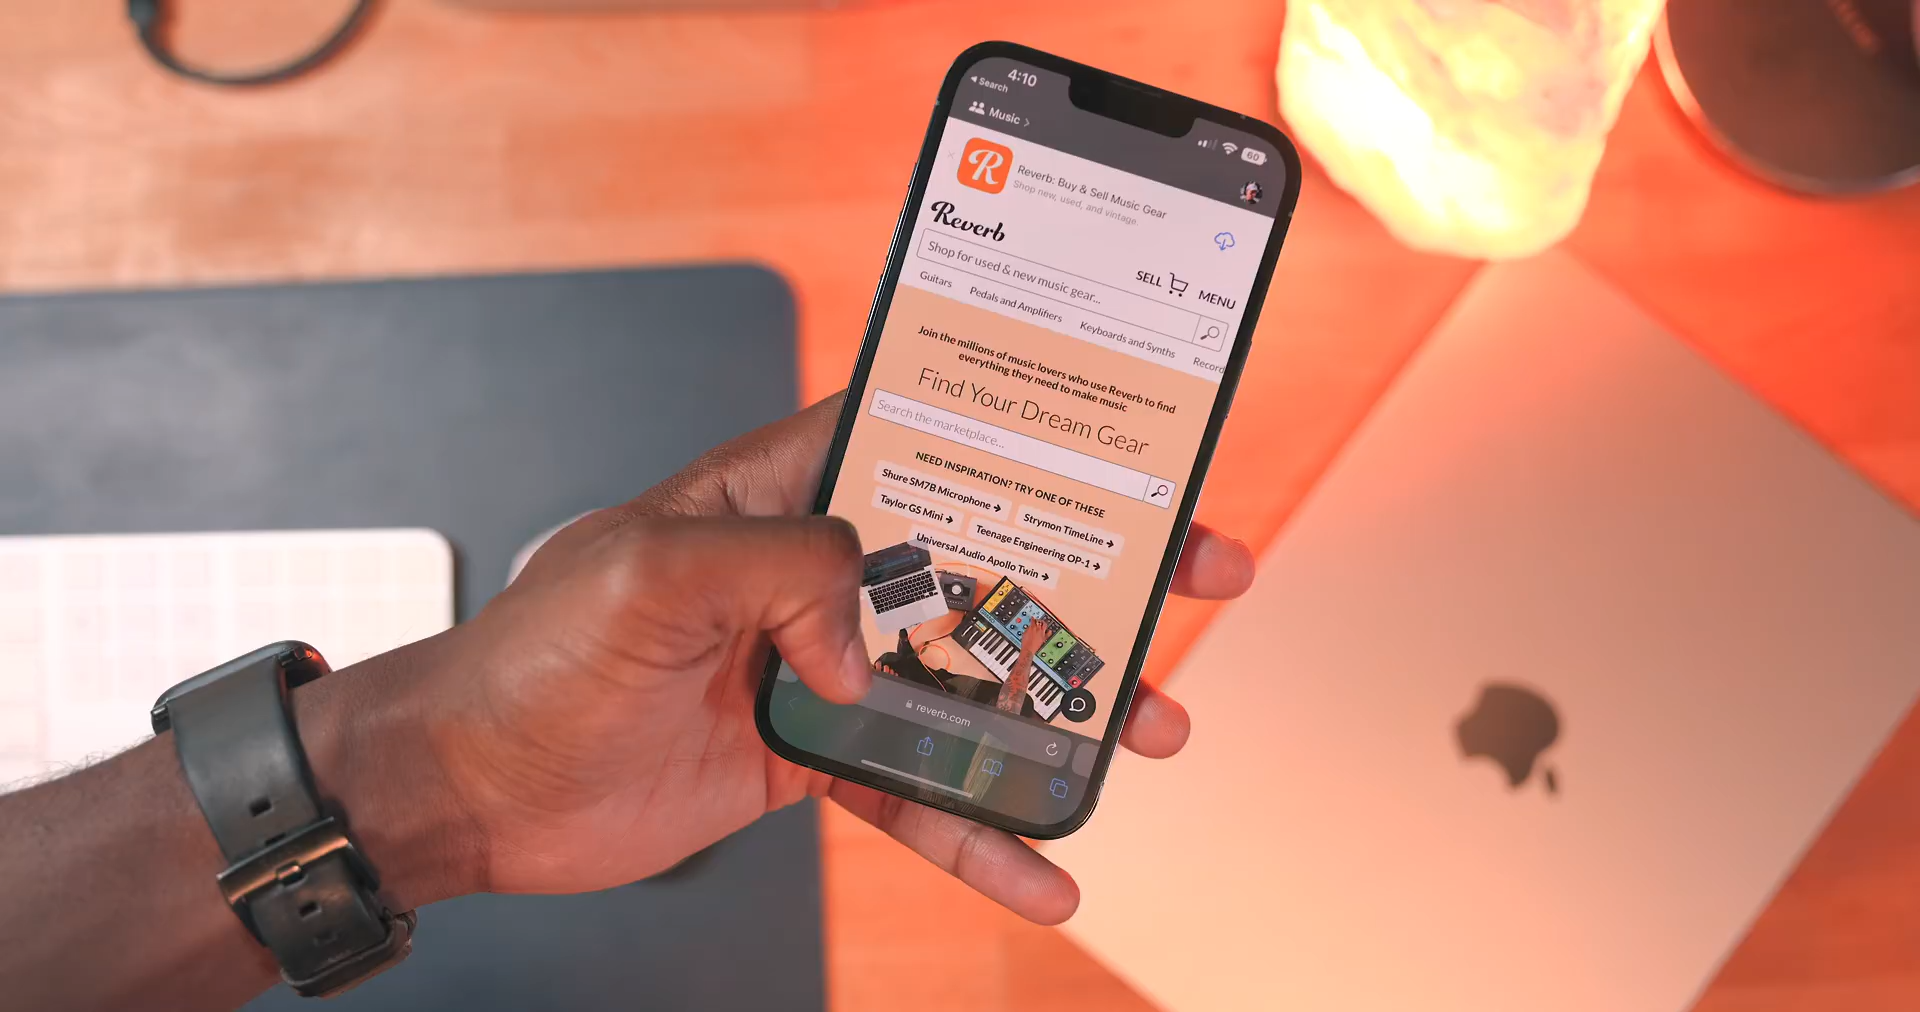 4:10
Search
Music
60
R
Reverb: Buy & Sell Music Gear
Shop new, used, and vintage.
Reverb
SELL
MENU
Shop for used & new music gear...
Guitars
Pedals and Amplifiers
Keyboards and Synths
Record
Join the millions of music lovers who use Reverb to find
everything they need to make music
Find Your Dream Gear
Search the marketplace...
NEED INSPIRATION? TRY ONE OF THESE
Shure SM7B Microphone →
Strymon TimeLine →
Taylor GS Mini →
Teenage Engineering OP-1 →
Universal Audio Apollo Twin →
reverb.com